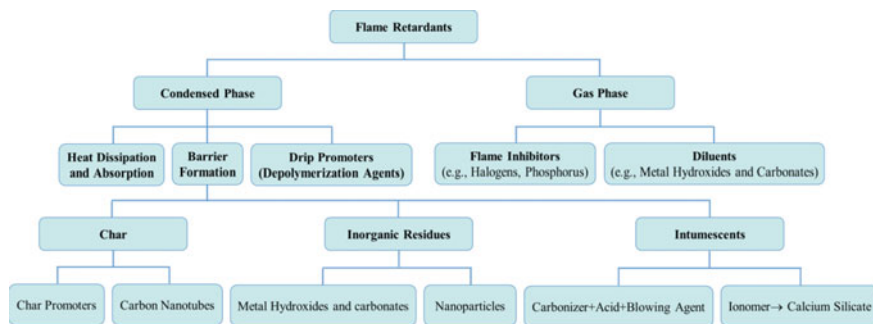 Flame Retardants
Condensed Phase
Gas Phase
Heat Dissipation
and Absorption
Barrier
Formation
Drip Promoters
(Depolymerization Agents)
Flame Inhibitors
(e.g., Halogens, Phosphorus)
Diluents
(e.g., Metal Hydroxides and Carbonates)
Char
Inorganic Residues
Intumescents
Char Promoters
Carbon Nanotubes
Metal Hydroxides and carbonates
Nanoparticles
Carbonizer+Acid+Blowing Agent
Ionomer→ Calcium Silicate